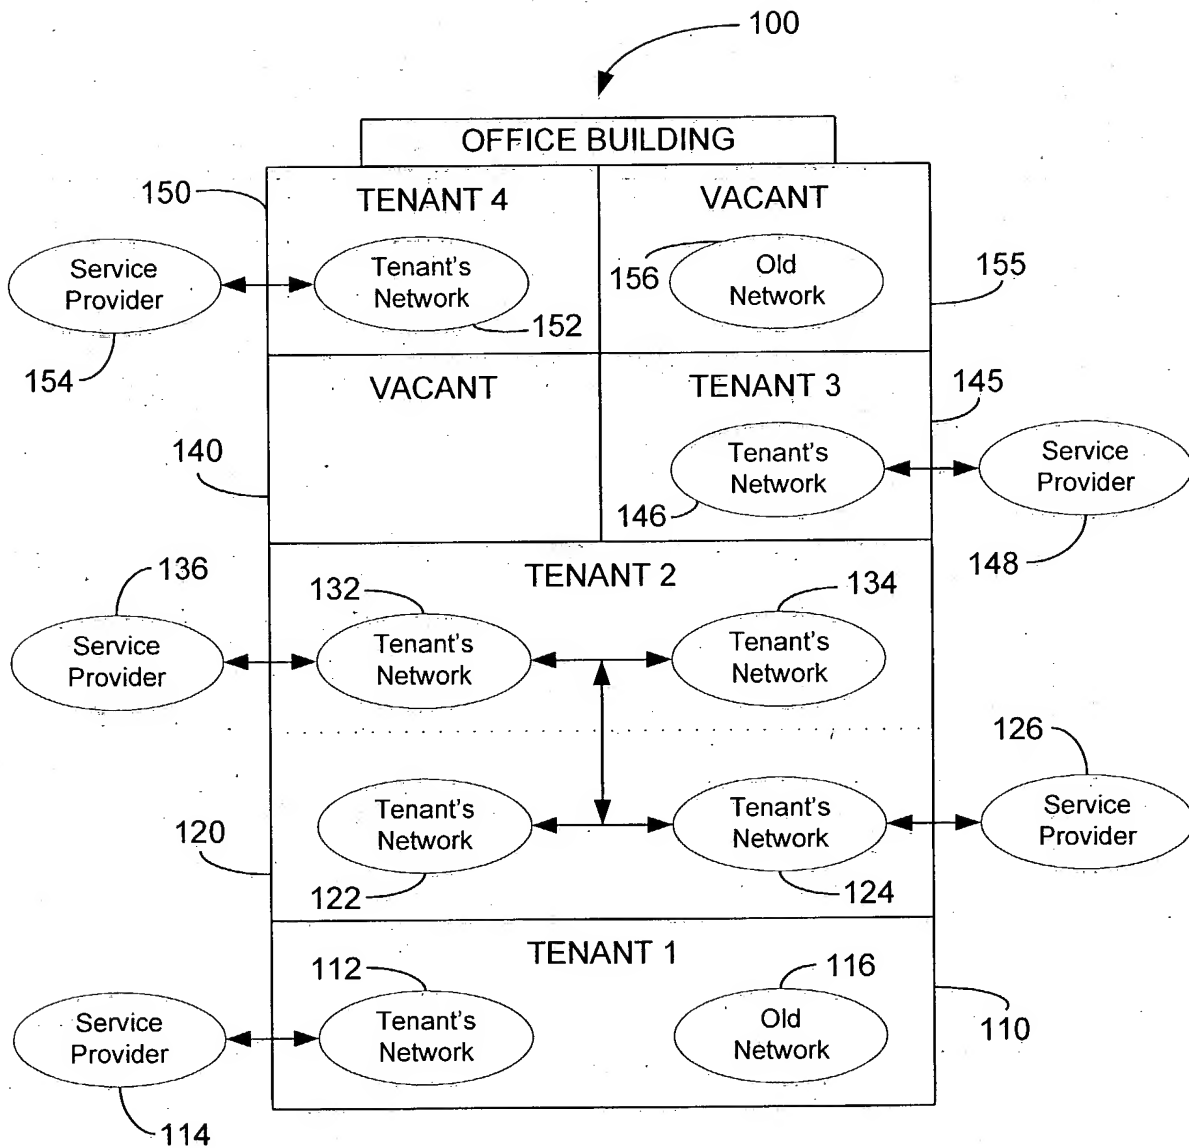 100
OFFICE BUILDING
150
TENANT 4
VACANT
Service
Provider
Tenant's
Network
156
Old
Network
155
152
154
VACANT
TENANT 3
145
140
Tenant's
Network
Service
Provider
146
148
136
TENANT 2
132
134
Service
Provider
Tenant's
Network
Tenant's
Network
126
Tenant's
Network
Tenant's
Network
Service
Provider
120
122
124
TENANT 1
112
116
Service
Provider
Tenant's
Network
Old
Network
110
114